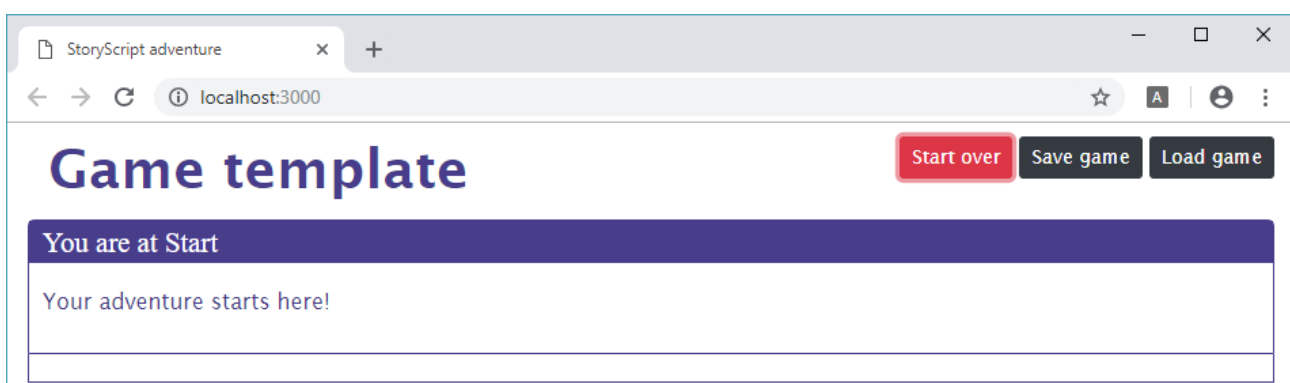 StoryScript adventure
localhost:3000
A
Game template
Start over
Save game
Load game
You are at Start
Your adventure starts here!